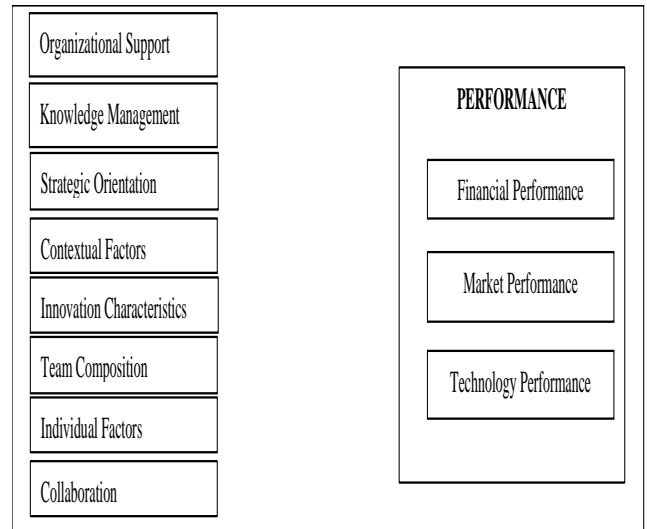 Organizational Support
Knowledge Management
Strategic Orientation
Contextual Factors
Innovation Characteristics
Team Composition
Individual Factors
Collaboration
PERFORMANCE
Financial Performance
Market Performance
Technology Performance